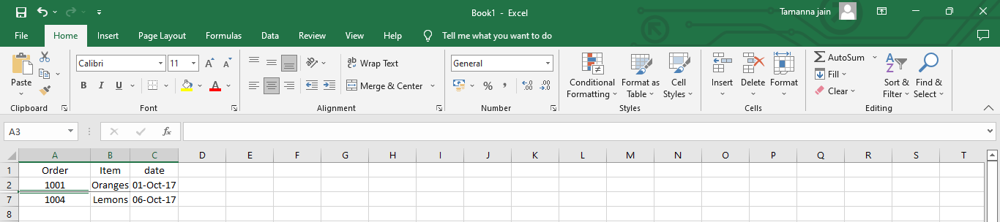 Book1 - Excel
Tamanna jain
File Home Insert Page Layout Formulas Data Review View Help Tell me what you want to do
Paste
Clipboard
Calibri 11
B I U
Font
Wrap Text
Merge & Center
Alignment
General
% ,
Number
Conditional Formatting
Format as Table
Cell Styles
Styles
Insert Delete Format
Cells
AutoSum
Fill
Clear
Sort & Filter
Find & Select
Editing
A3 fx
A B C D E F G H I J K L M N O P Q R S T
1 Order Item date
2 1001 Oranges 01-Oct-17
7 1004 Lemons 06-Oct-17
8